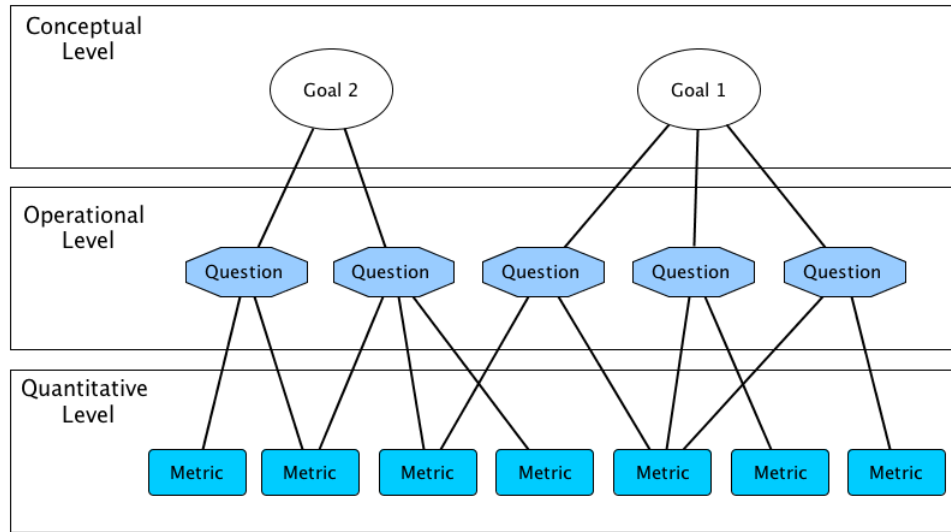 Conceptual
Level
Goal 2
Goal 1
Operational
Level
Question
Question
Question
Question
Question
Quantitative
Level
Metric
Metric
Metric
Metric
Metric
Metric
Metric